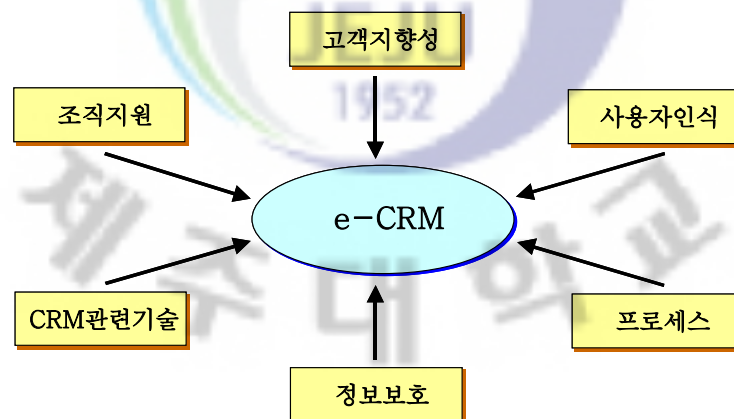 JEJU
고객지향성
1952
조직지원
사용자인식
e-CRM
제주대학교
CRM관련기술
프로세스
정보보호